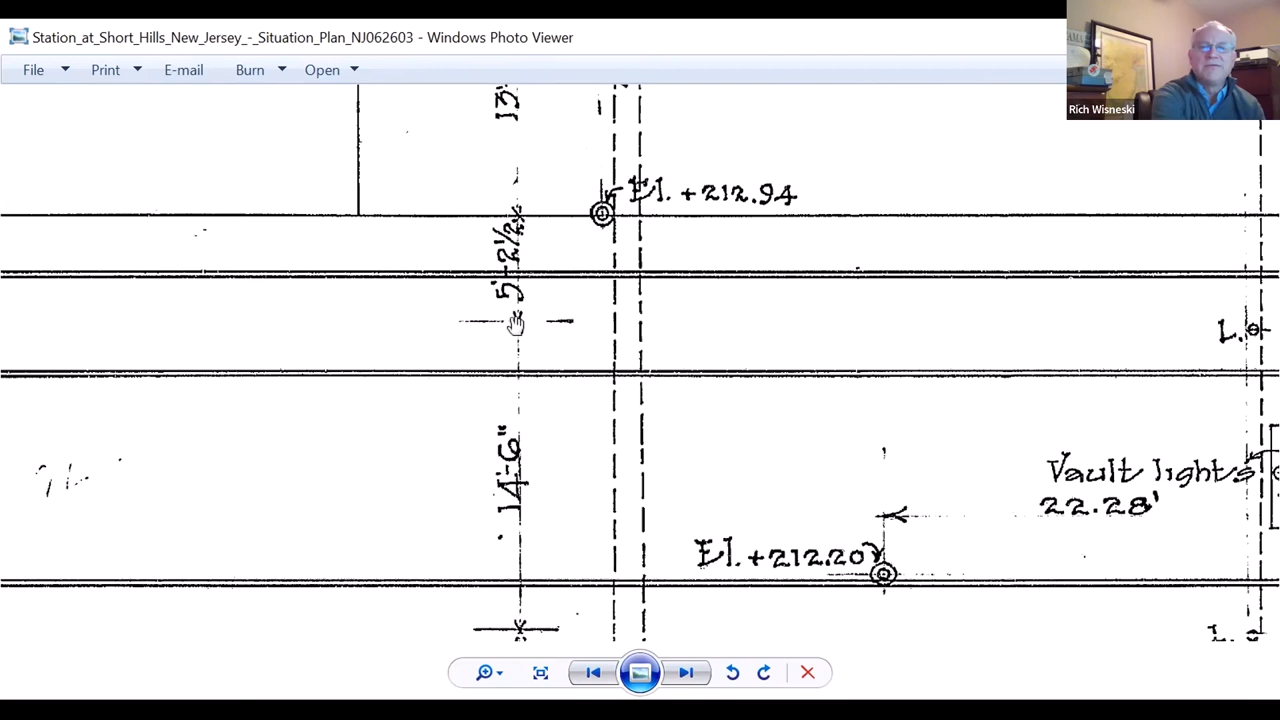 Station_at_Short_Hills_New_Jersey_-_Situation_Plan_NJ062603 - Windows Photo Viewer
File Print E-mail Burn Open
Rich Wisneski
13'
El. +212.94
5'-2½"
L.
14'-6"
Vault lights
22.28'
El. +212.20
L.